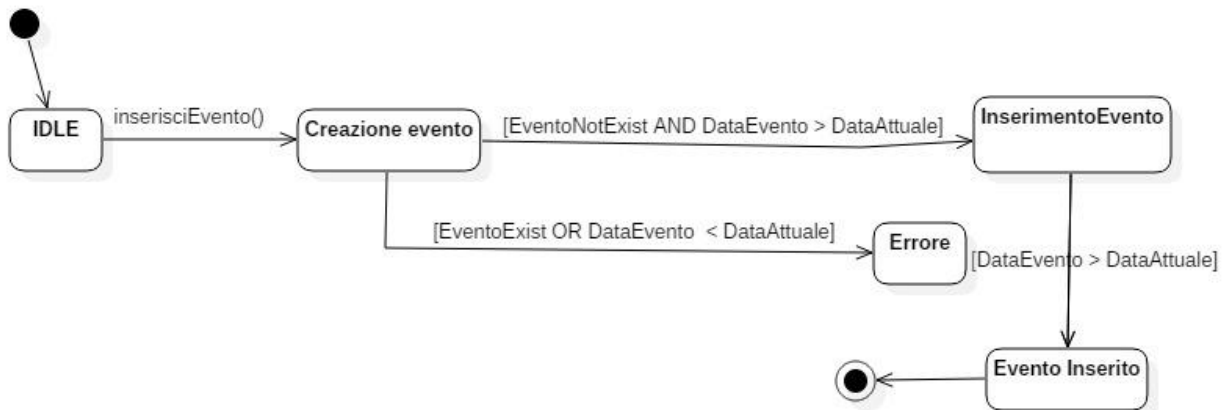 IDLE
inserisciEvento()
Creazione evento
[EventoNotExist AND DataEvento > DataAttuale]
InserimentoEvento
[EventoExist OR DataEvento  < DataAttuale]
Errore
[DataEvento > DataAttuale]
Evento Inserito